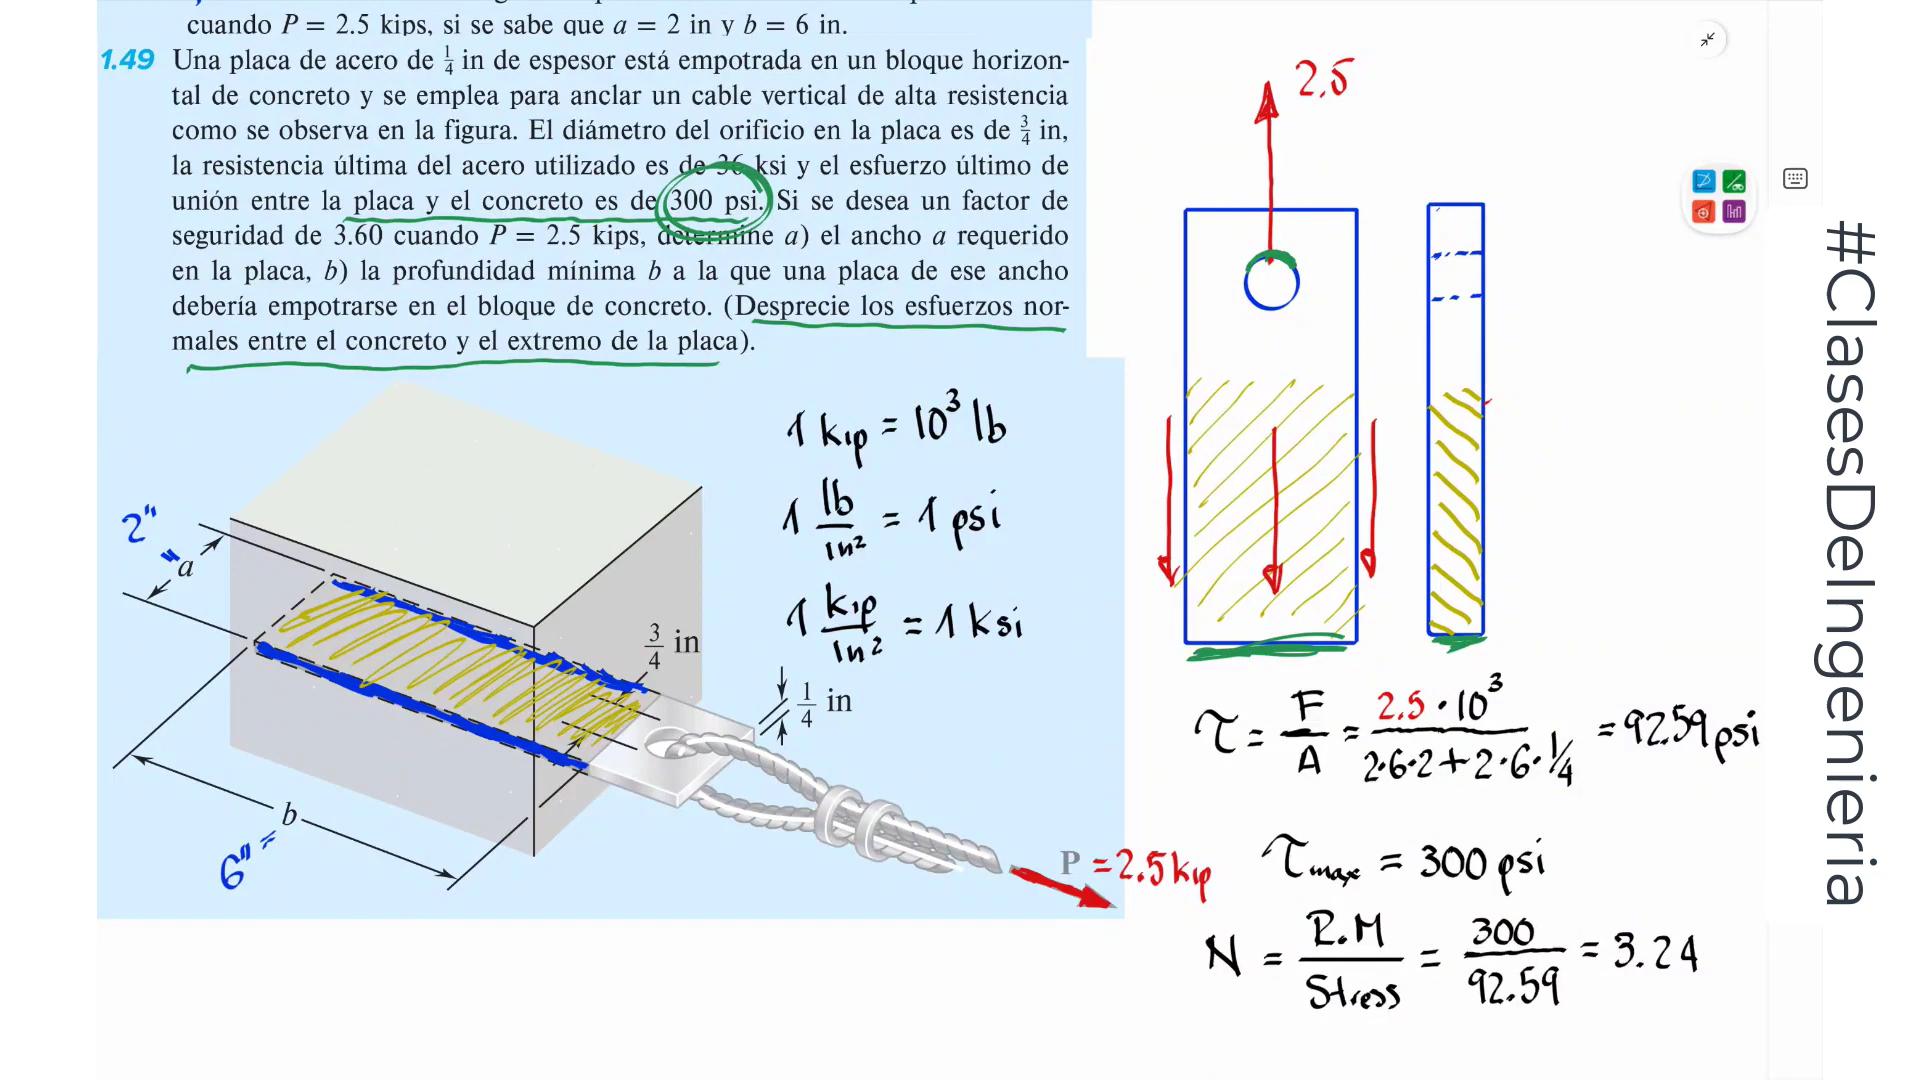 cuando P = 2.5 kips, si se sabe que a = 2 in y b = 6 in.
1.49 Una placa de acero de 1/4 in de espesor está empotrada en un bloque horizon-
tal de concreto y se emplea para anclar un cable vertical de alta resistencia
como se observa en la figura. El diámetro del orificio en la placa es de 3/4 in,
la resistencia última del acero utilizado es de 36 ksi y el esfuerzo último de
unión entre la placa y el concreto es de 300 psi. Si se desea un factor de
seguridad de 3.60 cuando P = 2.5 kips, determine a) el ancho a requerido
en la placa, b) la profundidad mínima b a la que una placa de ese ancho
debería empotrarse en el bloque de concreto. (Desprecie los esfuerzos nor-
males entre el concreto y el extremo de la placa).
1 kip = 10³ lb
1 lb/in² = 1 psi
1 kip/in² = 1 ksi
2" =
a
3/4 in
1/4 in
b
6" =
P = 2.5 kip
2.5
τ = F/A = 2.5 · 10³ / 2·6·2 + 2·6·1/4 = 92.59 psi
τmax = 300 psi
N = R.M/Stress = 300/92.59 = 3.24
#ClasesDeIngenieria